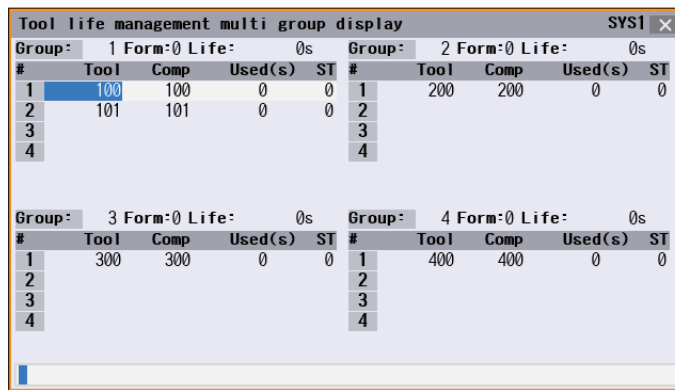 Tool life management multi group display SYS1
Group: 1 Form:0 Life: 0s
# Tool Comp Used(s) ST
1 100 100 0 0
2 101 101 0 0
3
4
Group: 2 Form:0 Life: 0s
# Tool Comp Used(s) ST
1 200 200 0 0
2
3
4
Group: 3 Form:0 Life: 0s
# Tool Comp Used(s) ST
1 300 300 0 0
2
3
4
Group: 4 Form:0 Life: 0s
# Tool Comp Used(s) ST
1 400 400 0 0
2
3
4